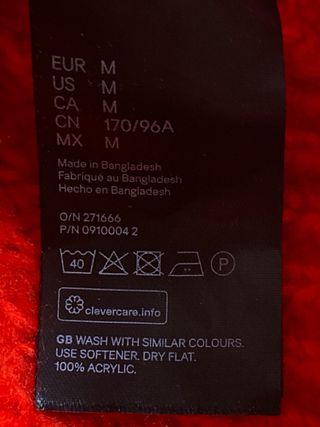 EUR M
US M
CA M
CN 170/96A
MX M
Made in Bangladesh
Fabriqué au Bangladesh
Hecho en Bangladesh
O/N 271666
P/N 0910004 2
40
P
clevercare.info
GB WASH WITH SIMILAR COLOURS.
USE SOFTENER. DRY FLAT.
100% ACRYLIC.